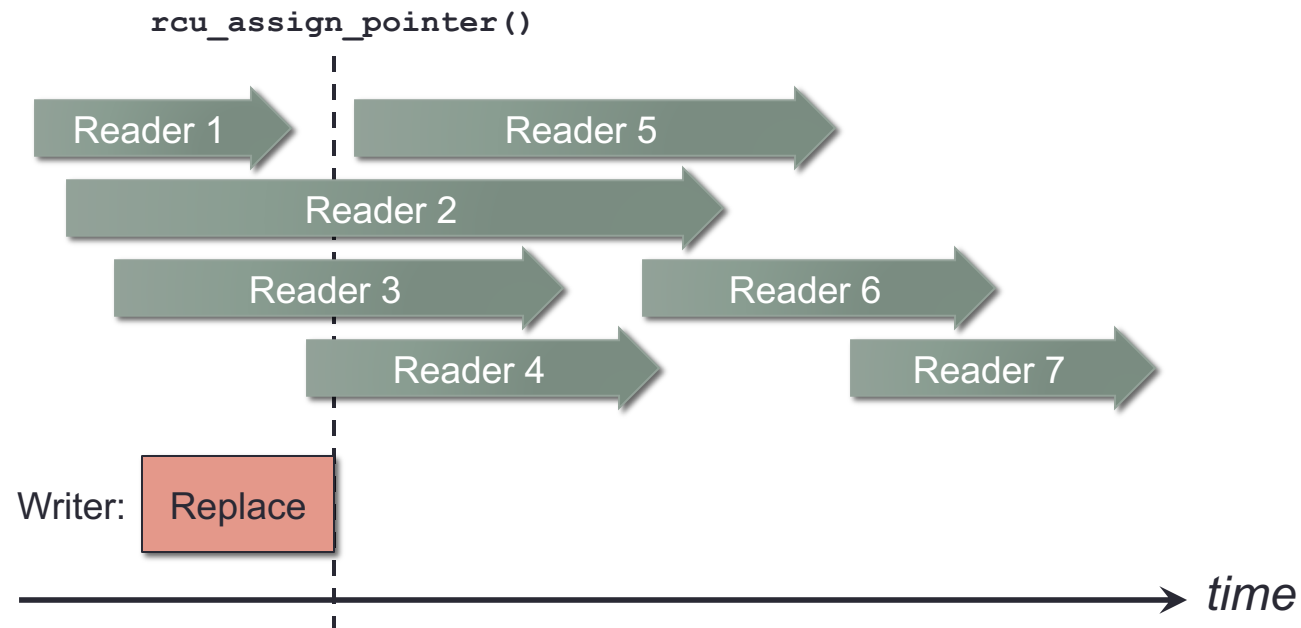 rcu_assign_pointer()
Reader 1
Reader 5
Reader 2
Reader 3
Reader 6
Reader 4
Reader 7
Writer:
Replace
time